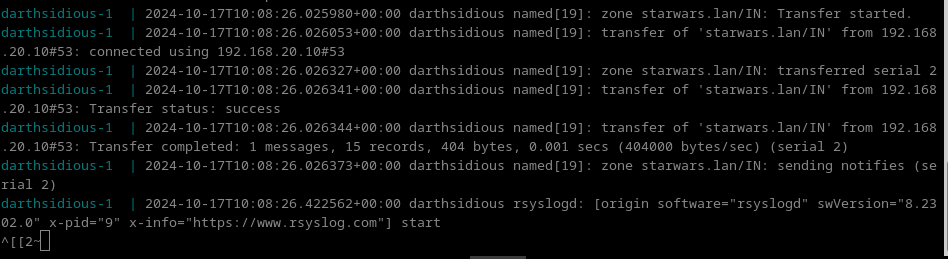 darthsidious-1  | 2024-10-17T10:08:26.025980+00:00 darthsidious named[19]: zone starwars.lan/IN: Transfer started.
darthsidious-1  | 2024-10-17T10:08:26.026053+00:00 darthsidious named[19]: transfer of 'starwars.lan/IN' from 192.168
.20.10#53: connected using 192.168.20.10#53
darthsidious-1  | 2024-10-17T10:08:26.026327+00:00 darthsidious named[19]: zone starwars.lan/IN: transferred serial 2
darthsidious-1  | 2024-10-17T10:08:26.026341+00:00 darthsidious named[19]: transfer of 'starwars.lan/IN' from 192.168
.20.10#53: Transfer status: success
darthsidious-1  | 2024-10-17T10:08:26.026344+00:00 darthsidious named[19]: transfer of 'starwars.lan/IN' from 192.168
.20.10#53: Transfer completed: 1 messages, 15 records, 404 bytes, 0.001 secs (404000 bytes/sec) (serial 2)
darthsidious-1  | 2024-10-17T10:08:26.026373+00:00 darthsidious named[19]: zone starwars.lan/IN: sending notifies (se
rial 2)
darthsidious-1  | 2024-10-17T10:08:26.422562+00:00 darthsidious rsyslogd: [origin software="rsyslogd" swVersion="8.23
02.0" x-pid="9" x-info="https://www.rsyslog.com"] start
^[[2~